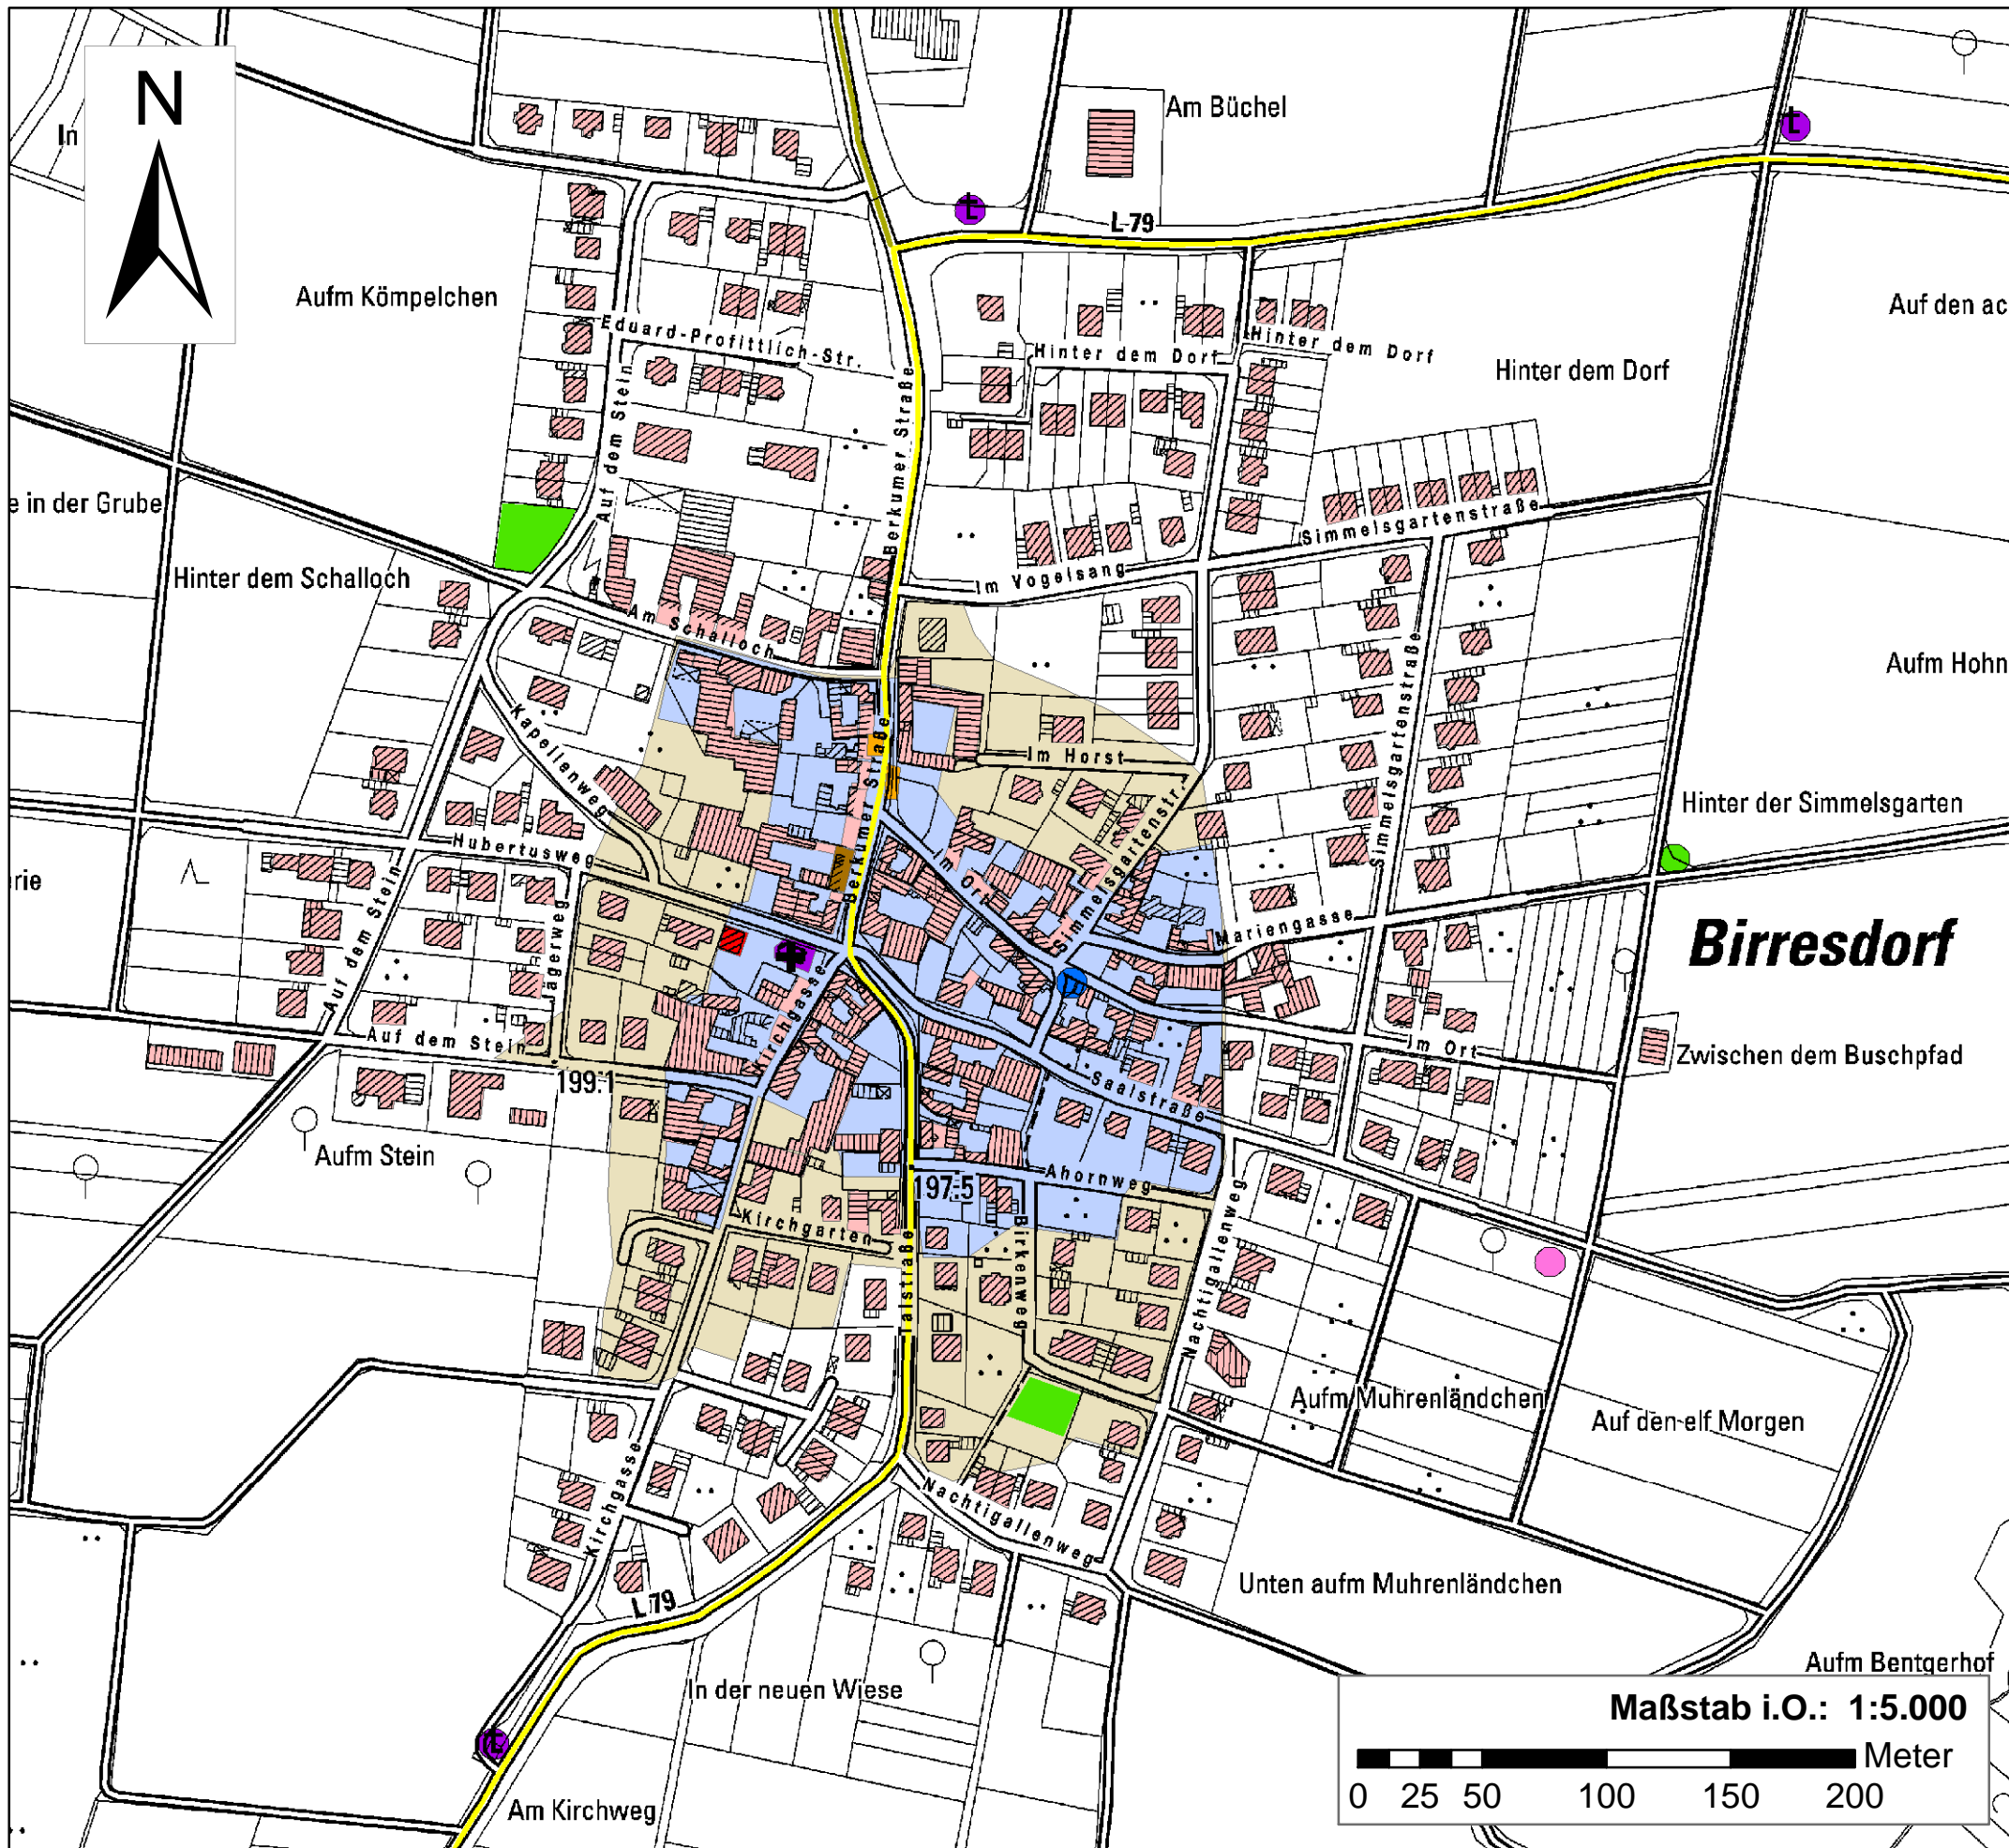 N
In
Am Büchel
L 79
Aufm Kömpelchen
Auf den ac
Eduard-Profittlich-Str.
Hinter dem Dorf
Hinter dem Dorf
Hinter dem Dorf
Auf dem Stein
Berkumer Straße
e in der Grube
Simmelsgartenstraße
Hinter dem Schalloch
Im Vogelsang
Am Schalloch
Aufm Hohn
Simmelsgartenstraße
Kapellenweg
Berkumer Straße
Im Horst
Simmelsgartenstr.
Hinter der Simmelsgarten
Hubertusweg
Im Ort
rie
Auf dem Stein
Jägerweg
Mariengasse
Birresdorf
Kirchgasse
Auf dem Stein
Im Ort
Zwischen dem Buschpfad
199.1
Saalstraße
Aufm Stein
Ahornweg
197.5
Kirchgarten
Birkenweg
Talstraße
Nachtigallenweg
Aufm Muhrenländchen
Auf den elf Morgen
Kirchgasse
Nachtigallenweg
Unten aufm Muhrenländchen
L 79
Aufm Bentgerhof
In der neuen Wiese
Maßstab i.O.: 1:5.000
Meter
0 25 50 100 150 200
Am Kirchweg